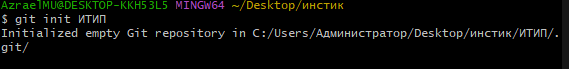 AzraelMU@DESKTOP-KKH53L5 MINGW64 ~/Desktop/инстик
$ git init ИТИП
Initialized empty Git repository in C:/Users/Администратор/Desktop/инстик/ИТИП/.
git/